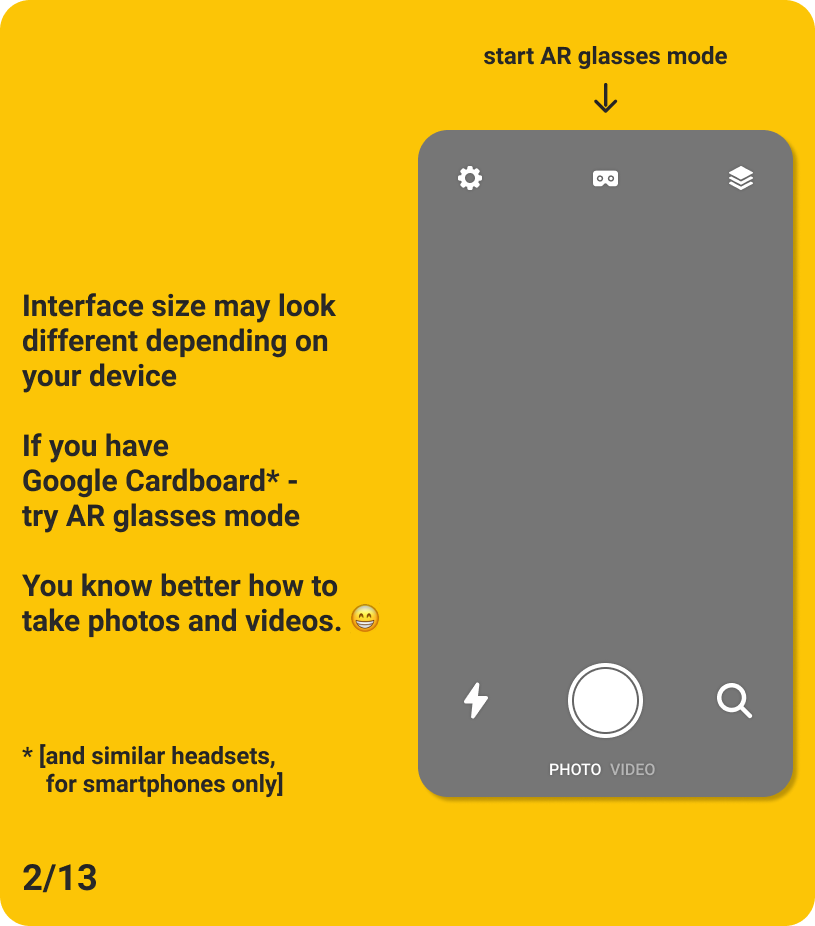 start AR glasses mode
Interface size may look
different depending on
your device
If you have
Google Cardboard* -
try AR glasses mode
You know better how to
take photos and videos. 😁
* [and similar headsets,
for smartphones only]
PHOTO VIDEO
2/13